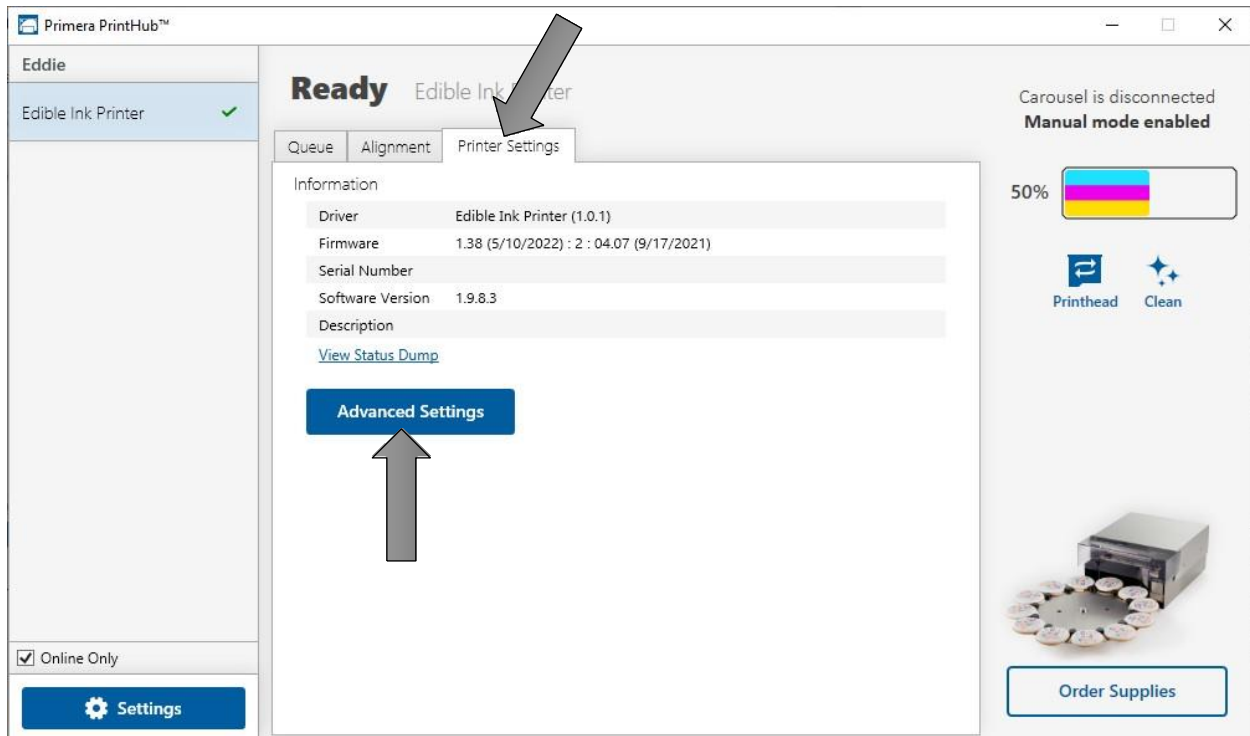 Primera PrintHub™
Eddie
Edible Ink Printer
Online Only
Settings
Ready Edible Ink
Queue Alignment Printer Settings
Information
Driver Edible Ink Printer (1.0.1)
Firmware 1.38 (5/10/2022) : 2 : 04.07 (9/17/2021)
Serial Number
Software Version 1.9.8.3
Description
View Status Dump
Advanced Settings
Carousel is disconnected
Manual mode enabled
50%
Printhead Clean
Order Supplies